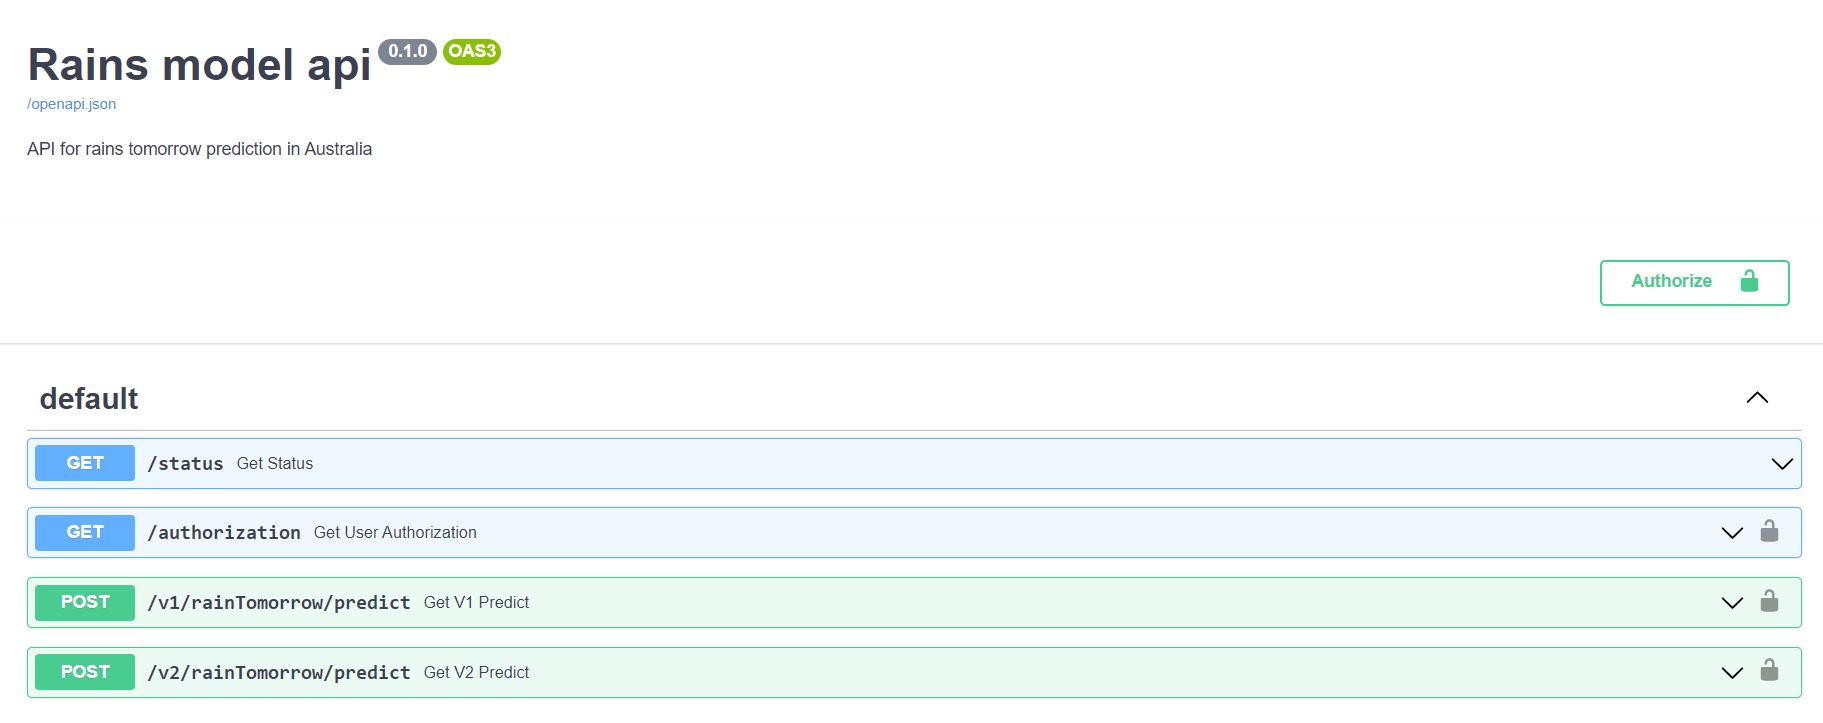 Rains model api 0.1.0 OAS3
/openapi.json
API for rains tomorrow prediction in Australia
Authorize
default
GET /status Get Status
GET /authorization Get User Authorization
POST /v1/rainTomorrow/predict Get V1 Predict
POST /v2/rainTomorrow/predict Get V2 Predict